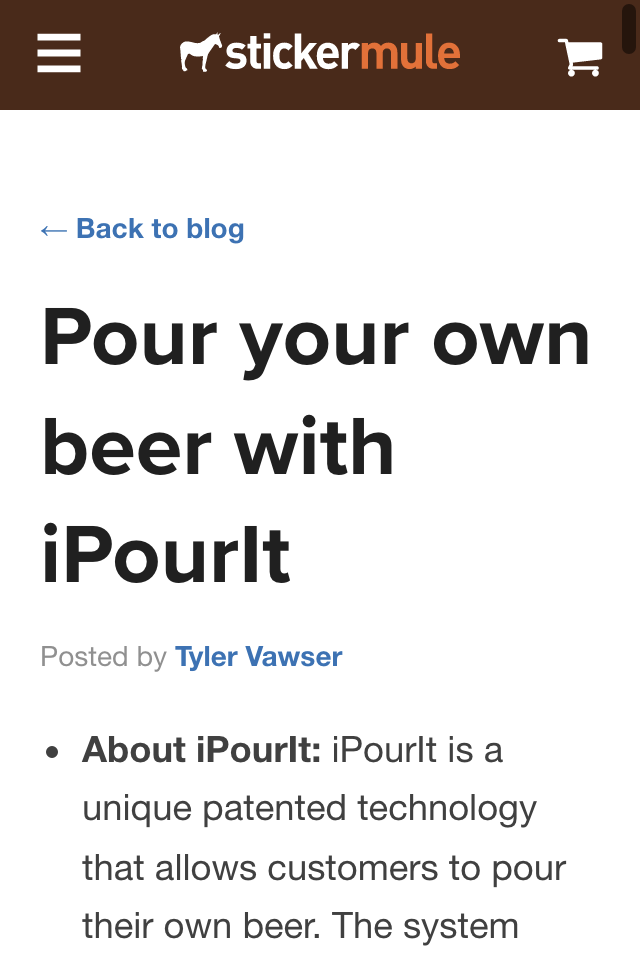 stickermule
← Back to blog
Pour your own
beer with
iPourIt
Posted by Tyler Vawser
• About iPourIt: iPourIt is a
unique patented technology
that allows customers to pour
their own beer. The system